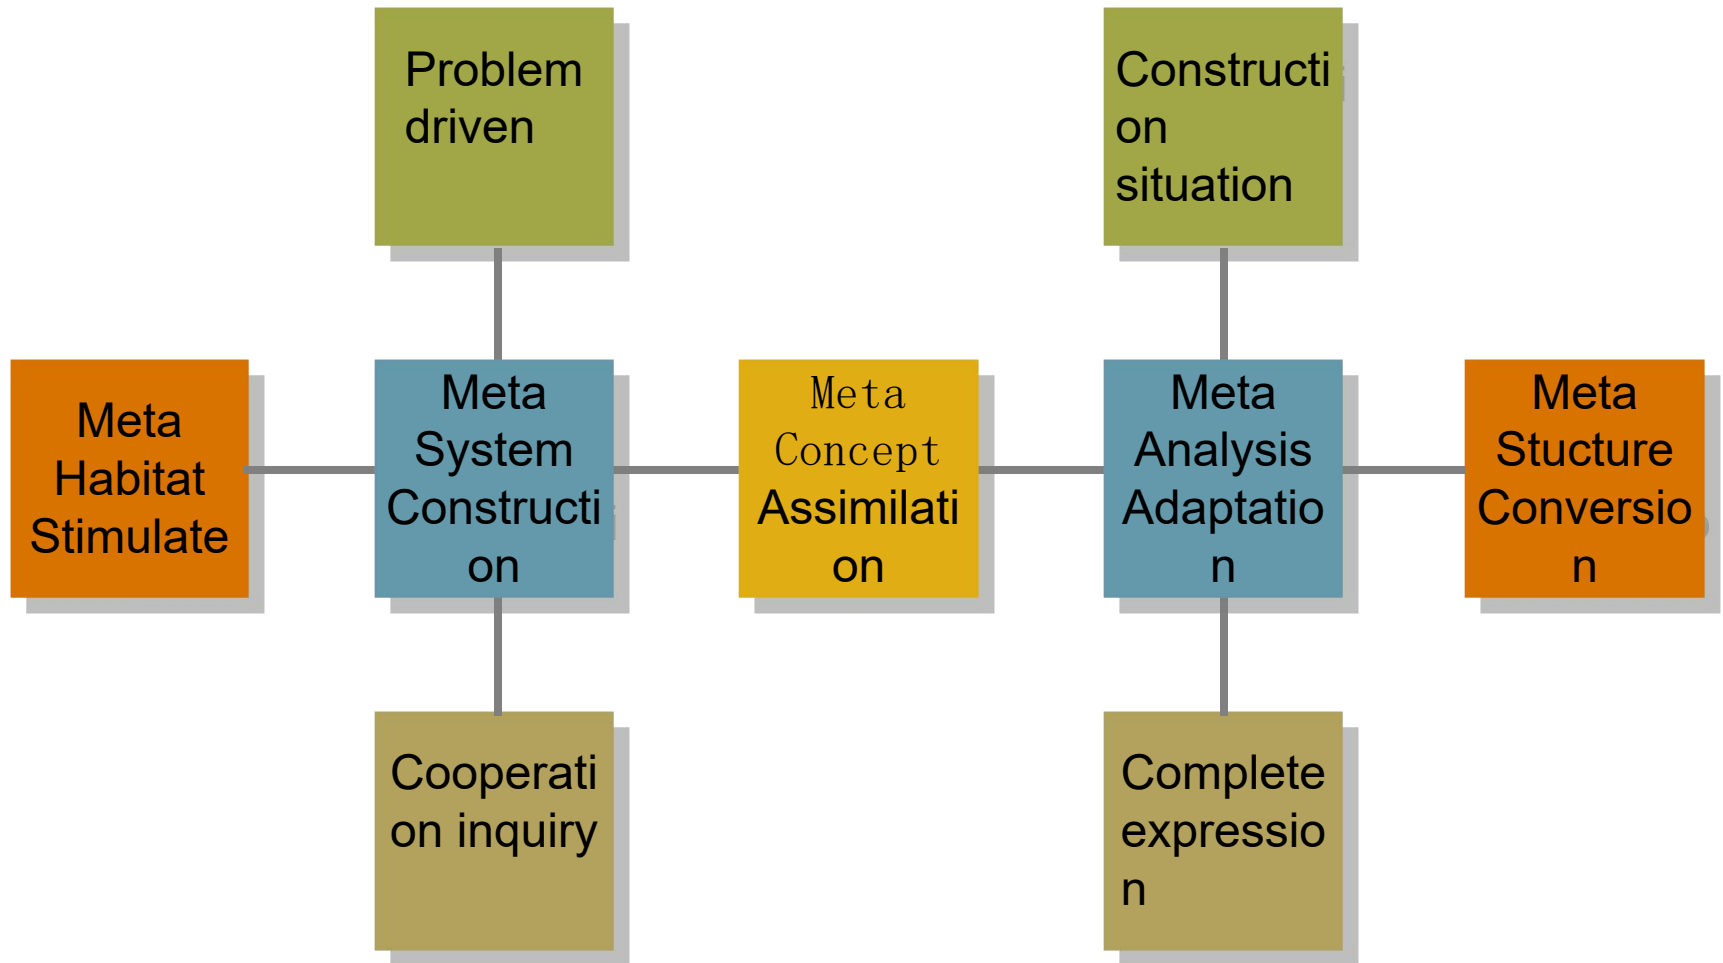 Problem
driven
Constructi
on
situation
Meta
Habitat
Stimulate
Meta
System
Constructi
on
Meta
Concept
Assimilati
on
Meta
Analysis
Adaptatio
n
Meta
Stucture
Conversio
n
Cooperati
on inquiry
Complete
expressio
n